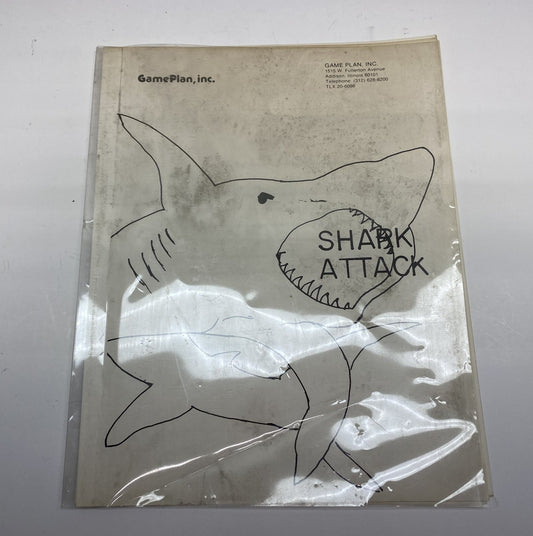 GamePlan, inc.
GAME PLAN, INC.
1515 W. Fullerton Avenue
Addison, Illinois 60101
Telephone (312) 628-8200
TLX 20-6098
SHARK
ATTACK